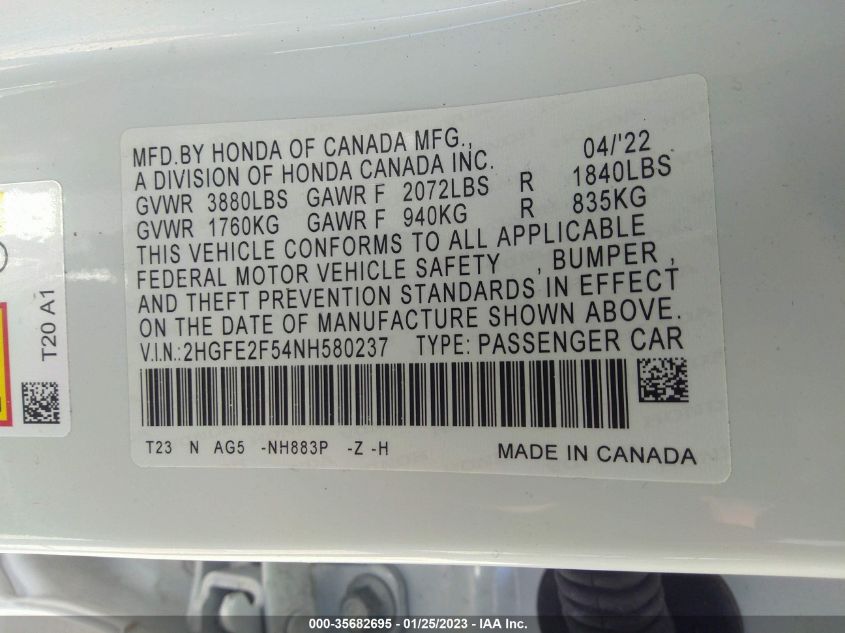 MFD.BY HONDA OF CANADA MFG., 04/'22
A DIVISION OF HONDA CANADA INC.
GVWR 3880LBS GAWR F 2072LBS R 1840LBS
GVWR 1760KG GAWR F 940KG R 835KG
THIS VEHICLE CONFORMS TO ALL APPLICABLE
FEDERAL MOTOR VEHICLE SAFETY , BUMPER ,
AND THEFT PREVENTION STANDARDS IN EFFECT
ON THE DATE OF MANUFACTURE SHOWN ABOVE.
V.I.N.:2HGFE2F54NH580237 TYPE: PASSENGER CAR
T23 N AG5 -NH883P -Z -H MADE IN CANADA
T20 A1
000-35682695 - 01/25/2023 - IAA Inc.